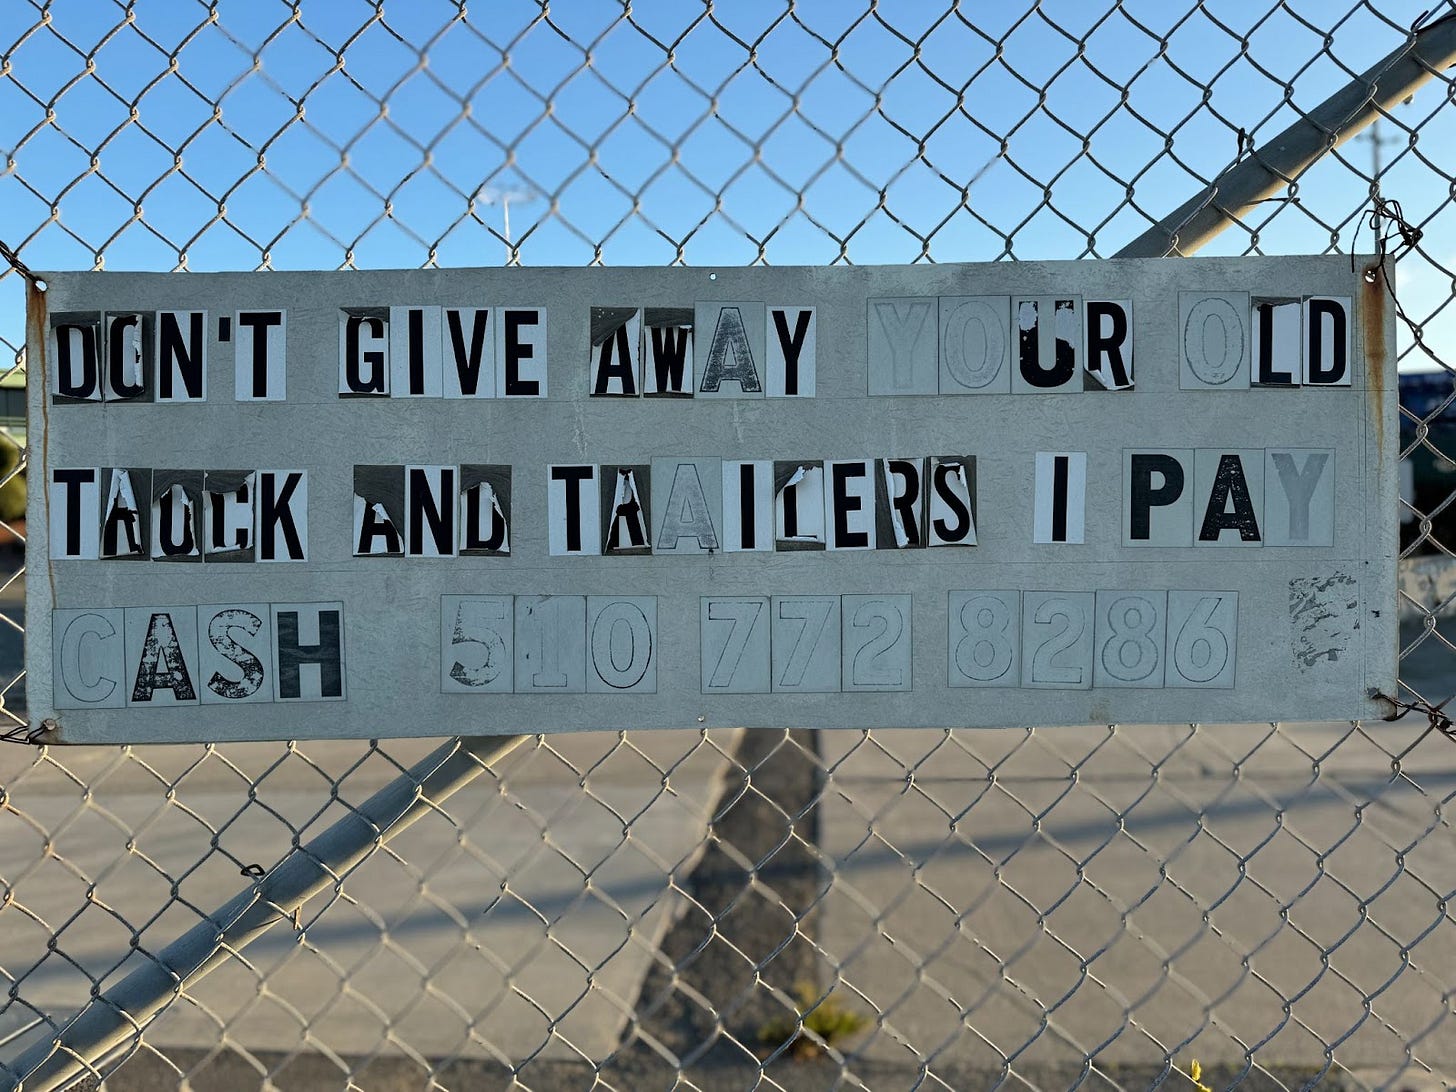 DON'T GIVE AWAY YOUR OLD
TRUCK AND TRAILERS I PAY
CASH 510 772 8286